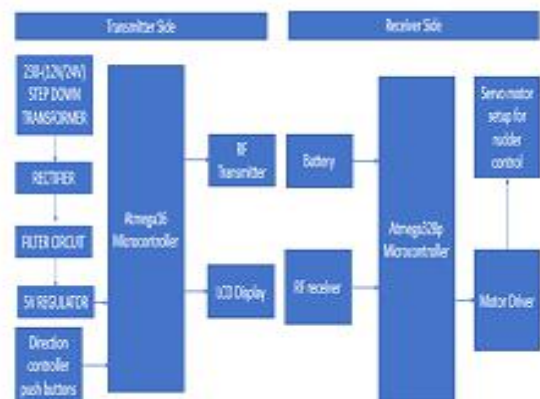 Transmitter Side
Receiver Side
230-(12V/24V)
STEP DOWN
TRANSFORMER
RECTIFIER
FILTER CIRCUIT
5V REGULATOR
Direction
controller
push buttons
Atmega16
Microcontroller
RF
Transmitter
LCD Display
Battery
RF receiver
Atmega328p
Microcontroller
Servo motor
setup for
rudder
control
Motor Driver